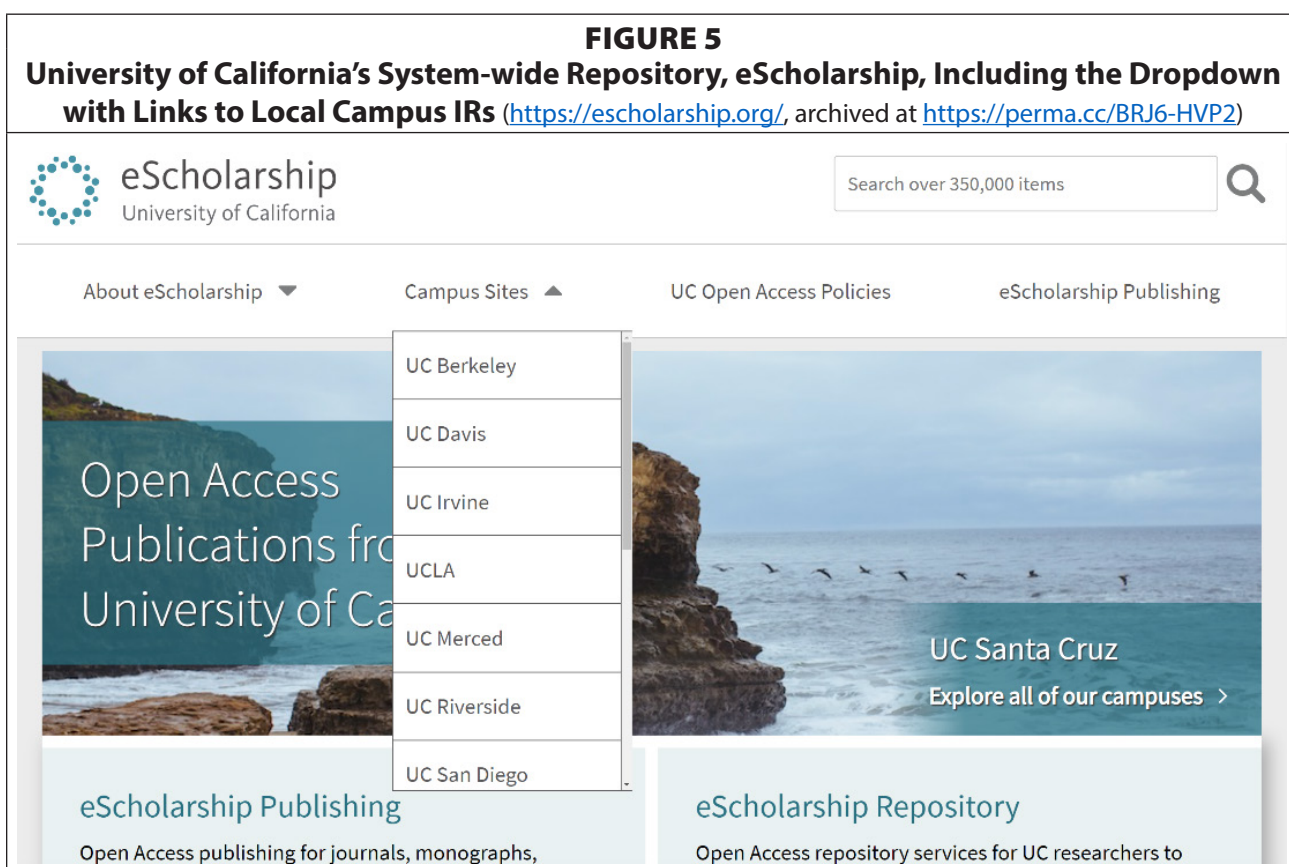 FIGURE 5
University of California's System-wide Repository, eScholarship, Including the Dropdown
with Links to Local Campus IRs (https://escholarship.org/, archived at https://perma.cc/BRJ6-HVP2)
eScholarship
University of California
Search over 350,000 items
About eScholarship
Campus Sites
UC Open Access Policies
eScholarship Publishing
UC Berkeley
UC Davis
UC Irvine
UCLA
UC Merced
UC Riverside
UC San Diego
Open Access
Publications fro
University of Ca
UC Santa Cruz
Explore all of our campuses >
eScholarship Publishing
Open Access publishing for journals, monographs,
eScholarship Repository
Open Access repository services for UC researchers to